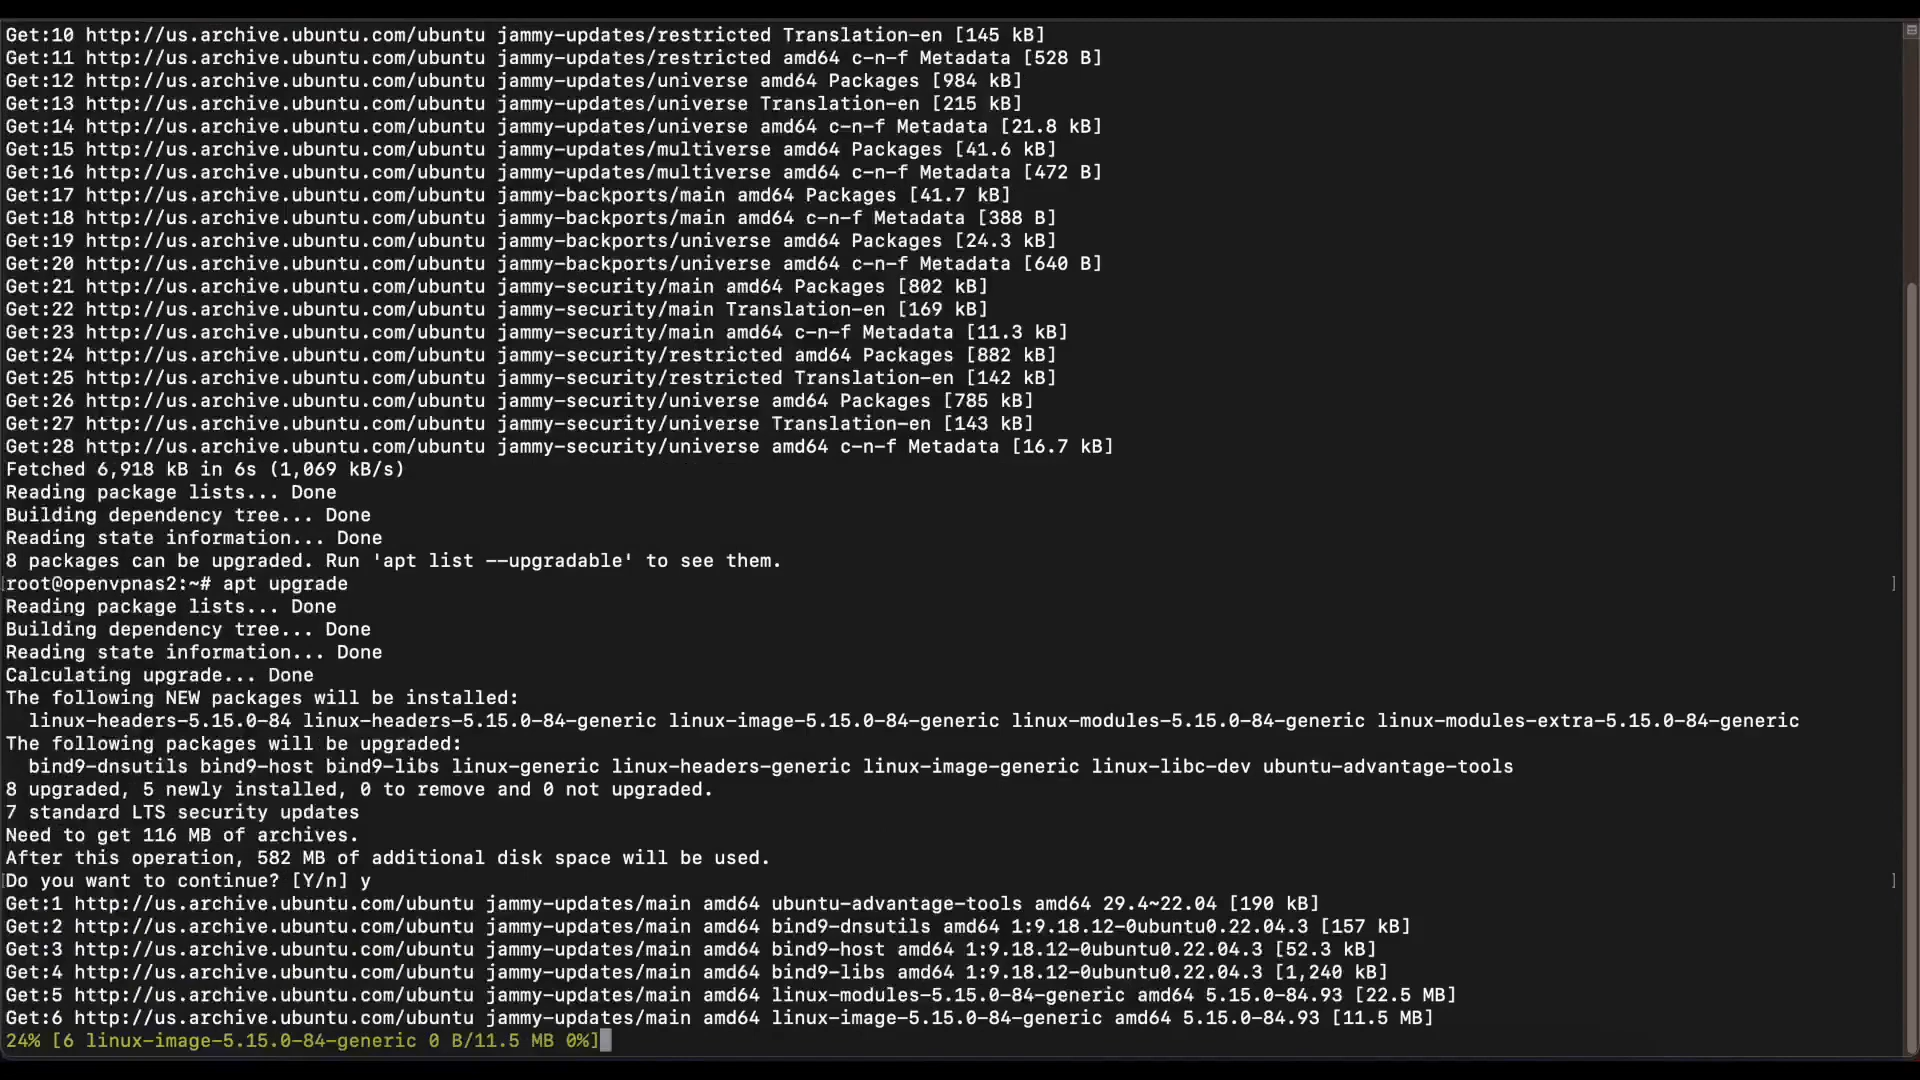 Get:10 http://us.archive.ubuntu.com/ubuntu jammy-updates/restricted Translation-en [145 kB]
Get:11 http://us.archive.ubuntu.com/ubuntu jammy-updates/restricted amd64 c-n-f Metadata [528 B]
Get:12 http://us.archive.ubuntu.com/ubuntu jammy-updates/universe amd64 Packages [984 kB]
Get:13 http://us.archive.ubuntu.com/ubuntu jammy-updates/universe Translation-en [215 kB]
Get:14 http://us.archive.ubuntu.com/ubuntu jammy-updates/universe amd64 c-n-f Metadata [21.8 kB]
Get:15 http://us.archive.ubuntu.com/ubuntu jammy-updates/multiverse amd64 Packages [41.6 kB]
Get:16 http://us.archive.ubuntu.com/ubuntu jammy-updates/multiverse amd64 c-n-f Metadata [472 B]
Get:17 http://us.archive.ubuntu.com/ubuntu jammy-backports/main amd64 Packages [41.7 kB]
Get:18 http://us.archive.ubuntu.com/ubuntu jammy-backports/main amd64 c-n-f Metadata [388 B]
Get:19 http://us.archive.ubuntu.com/ubuntu jammy-backports/universe amd64 Packages [24.3 kB]
Get:20 http://us.archive.ubuntu.com/ubuntu jammy-backports/universe amd64 c-n-f Metadata [640 B]
Get:21 http://us.archive.ubuntu.com/ubuntu jammy-security/main amd64 Packages [802 kB]
Get:22 http://us.archive.ubuntu.com/ubuntu jammy-security/main Translation-en [169 kB]
Get:23 http://us.archive.ubuntu.com/ubuntu jammy-security/main amd64 c-n-f Metadata [11.3 kB]
Get:24 http://us.archive.ubuntu.com/ubuntu jammy-security/restricted amd64 Packages [882 kB]
Get:25 http://us.archive.ubuntu.com/ubuntu jammy-security/restricted Translation-en [142 kB]
Get:26 http://us.archive.ubuntu.com/ubuntu jammy-security/universe amd64 Packages [785 kB]
Get:27 http://us.archive.ubuntu.com/ubuntu jammy-security/universe Translation-en [143 kB]
Get:28 http://us.archive.ubuntu.com/ubuntu jammy-security/universe amd64 c-n-f Metadata [16.7 kB]
Fetched 6,918 kB in 6s (1,069 kB/s)
Reading package lists... Done
Building dependency tree... Done
Reading state information... Done
8 packages can be upgraded. Run 'apt list --upgradable' to see them.
root@openvpnas2:~# apt upgrade
Reading package lists... Done
Building dependency tree... Done
Reading state information... Done
Calculating upgrade... Done
The following NEW packages will be installed:
  linux-headers-5.15.0-84 linux-headers-5.15.0-84-generic linux-image-5.15.0-84-generic linux-modules-5.15.0-84-generic linux-modules-extra-5.15.0-84-generic
The following packages will be upgraded:
  bind9-dnsutils bind9-host bind9-libs linux-generic linux-headers-generic linux-image-generic linux-libc-dev ubuntu-advantage-tools
8 upgraded, 5 newly installed, 0 to remove and 0 not upgraded.
7 standard LTS security updates
Need to get 116 MB of archives.
After this operation, 582 MB of additional disk space will be used.
Do you want to continue? [Y/n] y
Get:1 http://us.archive.ubuntu.com/ubuntu jammy-updates/main amd64 ubuntu-advantage-tools amd64 29.4~22.04 [190 kB]
Get:2 http://us.archive.ubuntu.com/ubuntu jammy-updates/main amd64 bind9-dnsutils amd64 1:9.18.12-0ubuntu0.22.04.3 [157 kB]
Get:3 http://us.archive.ubuntu.com/ubuntu jammy-updates/main amd64 bind9-host amd64 1:9.18.12-0ubuntu0.22.04.3 [52.3 kB]
Get:4 http://us.archive.ubuntu.com/ubuntu jammy-updates/main amd64 bind9-libs amd64 1:9.18.12-0ubuntu0.22.04.3 [1,240 kB]
Get:5 http://us.archive.ubuntu.com/ubuntu jammy-updates/main amd64 linux-modules-5.15.0-84-generic amd64 5.15.0-84.93 [22.5 MB]
Get:6 http://us.archive.ubuntu.com/ubuntu jammy-updates/main amd64 linux-image-5.15.0-84-generic amd64 5.15.0-84.93 [11.5 MB]
24% [6 linux-image-5.15.0-84-generic 0 B/11.5 MB 0%]